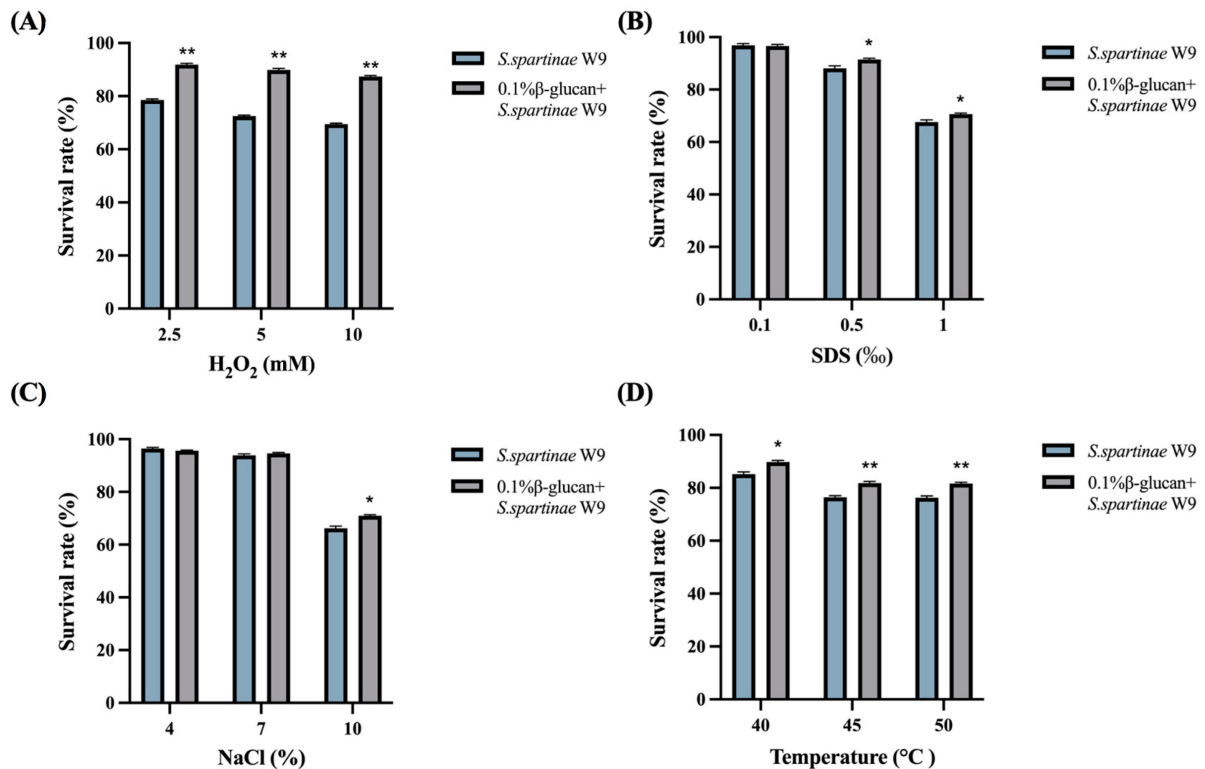 (A)
100
80
60
40
20
0
Survival rate (%)
**
**
**
2.5
5
10
H₂O₂ (mM)
S.spartinae W9
0.1%β-glucan+
S.spartinae W9
(B)
100
80
60
40
20
0
Survival rate (%)
*
*
0.1
0.5
1
SDS (‰)
S.spartinae W9
0.1%β-glucan+
S.spartinae W9
(C)
100
80
60
40
20
0
Survival rate (%)
*
4
7
10
NaCl (%)
S.spartinae W9
0.1%β-glucan+
S.spartinae W9
(D)
100
80
60
40
20
0
Survival rate (%)
*
**
**
40
45
50
Temperature (°C )
S.spartinae W9
0.1%β-glucan+
S.spartinae W9